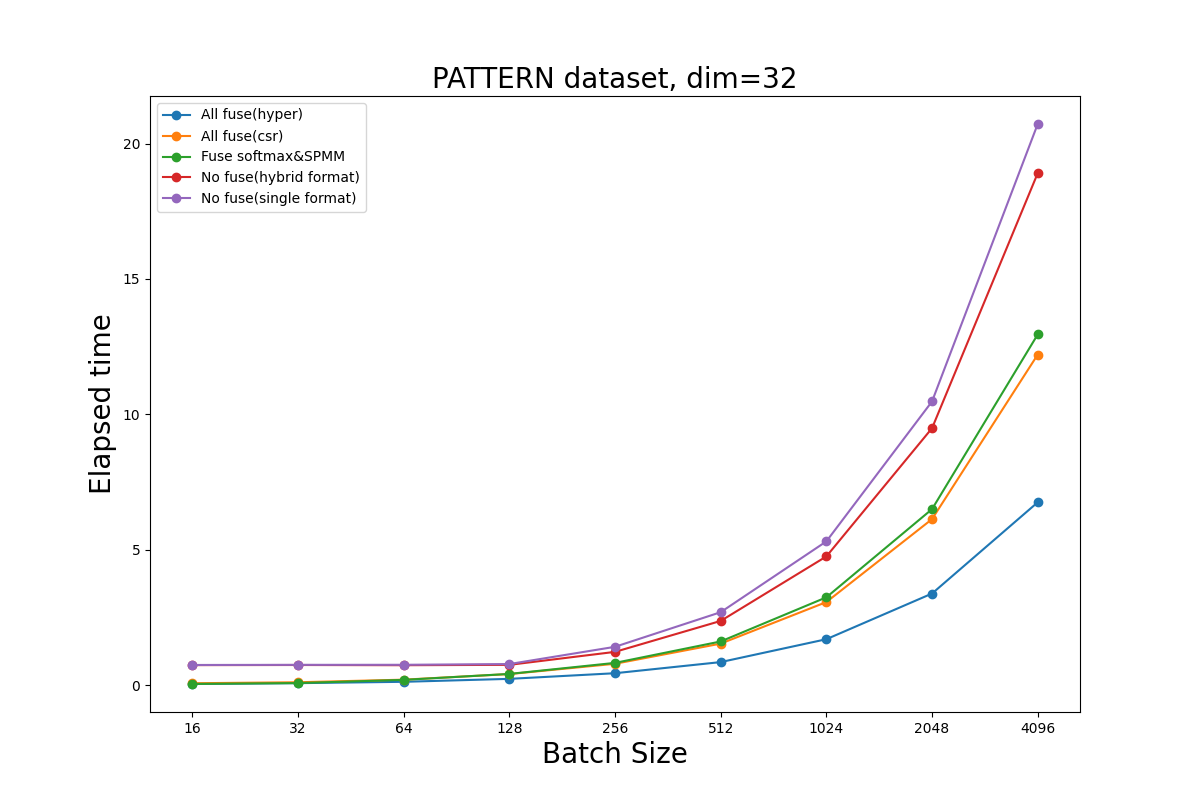 PATTERN dataset, dim=32
All fuse(hyper)
All fuse(csr)
Fuse softmax&SPMM
No fuse(hybrid format)
No fuse(single format)
20
15
10
5
0
Elapsed time
16 32 64 128 256 512 1024 2048 4096
Batch Size